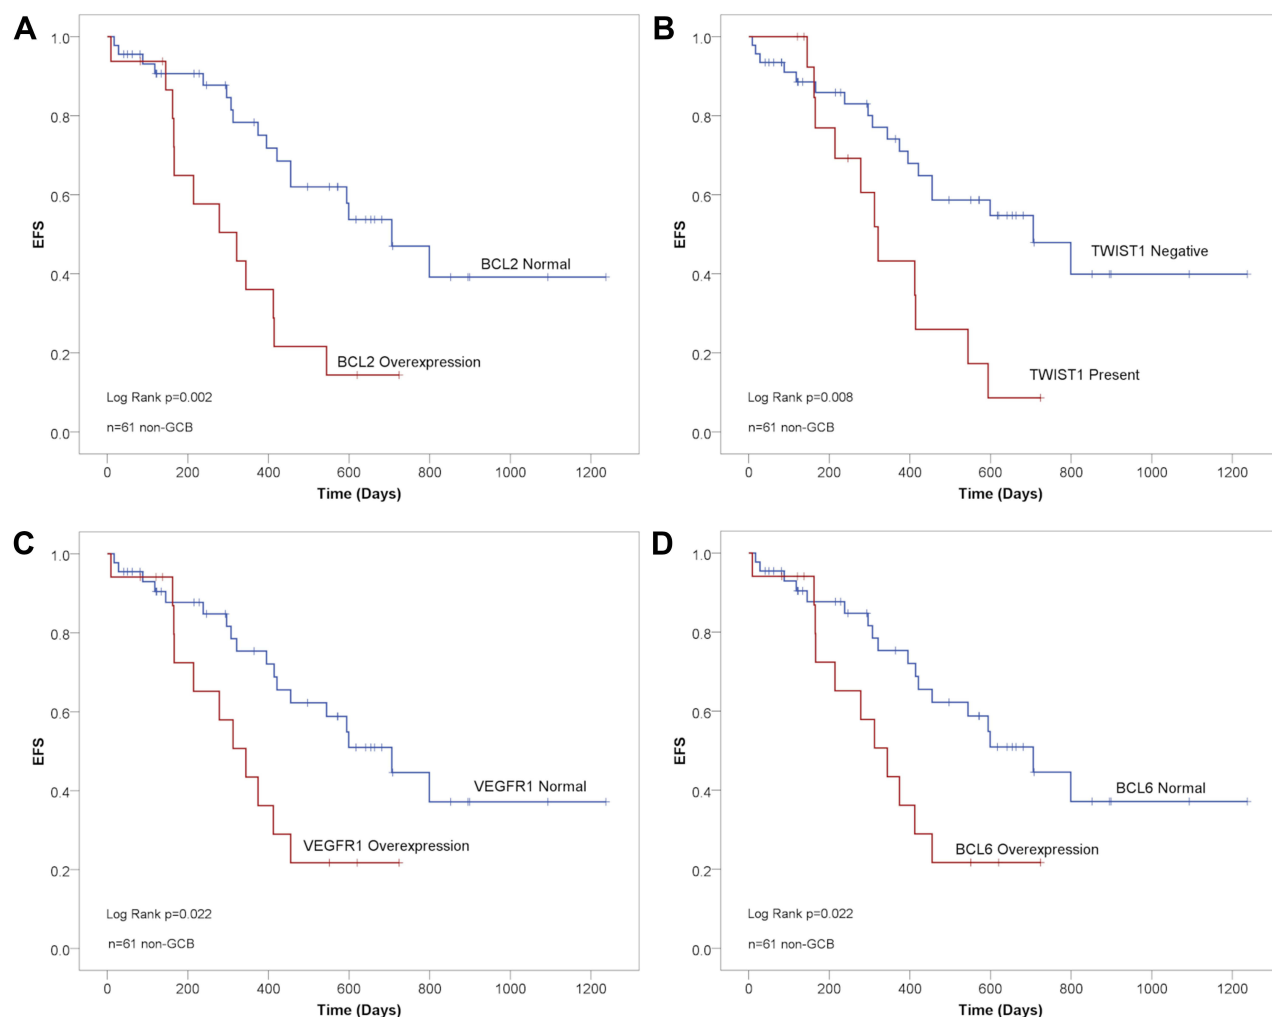 A
1.0
0.8
0.6
0.4
0.2
0.0
EFS
BCL2 Normal
BCL2 Overexpression
Log Rank p=0.002
n=61 non-GCB
0 200 400 600 800 1000 1200
Time (Days)
B
1.0
0.8
0.6
0.4
0.2
0.0
EFS
TWIST1 Negative
TWIST1 Present
Log Rank p=0.008
n=61 non-GCB
0 200 400 600 800 1000 1200
Time (Days)
C
1.0
0.8
0.6
0.4
0.2
0.0
EFS
VEGFR1 Normal
VEGFR1 Overexpression
Log Rank p=0.022
n=61 non-GCB
0 200 400 600 800 1000 1200
Time (Days)
D
1.0
0.8
0.6
0.4
0.2
0.0
EFS
BCL6 Normal
BCL6 Overexpression
Log Rank p=0.022
n=61 non-GCB
0 200 400 600 800 1000 1200
Time (Days)